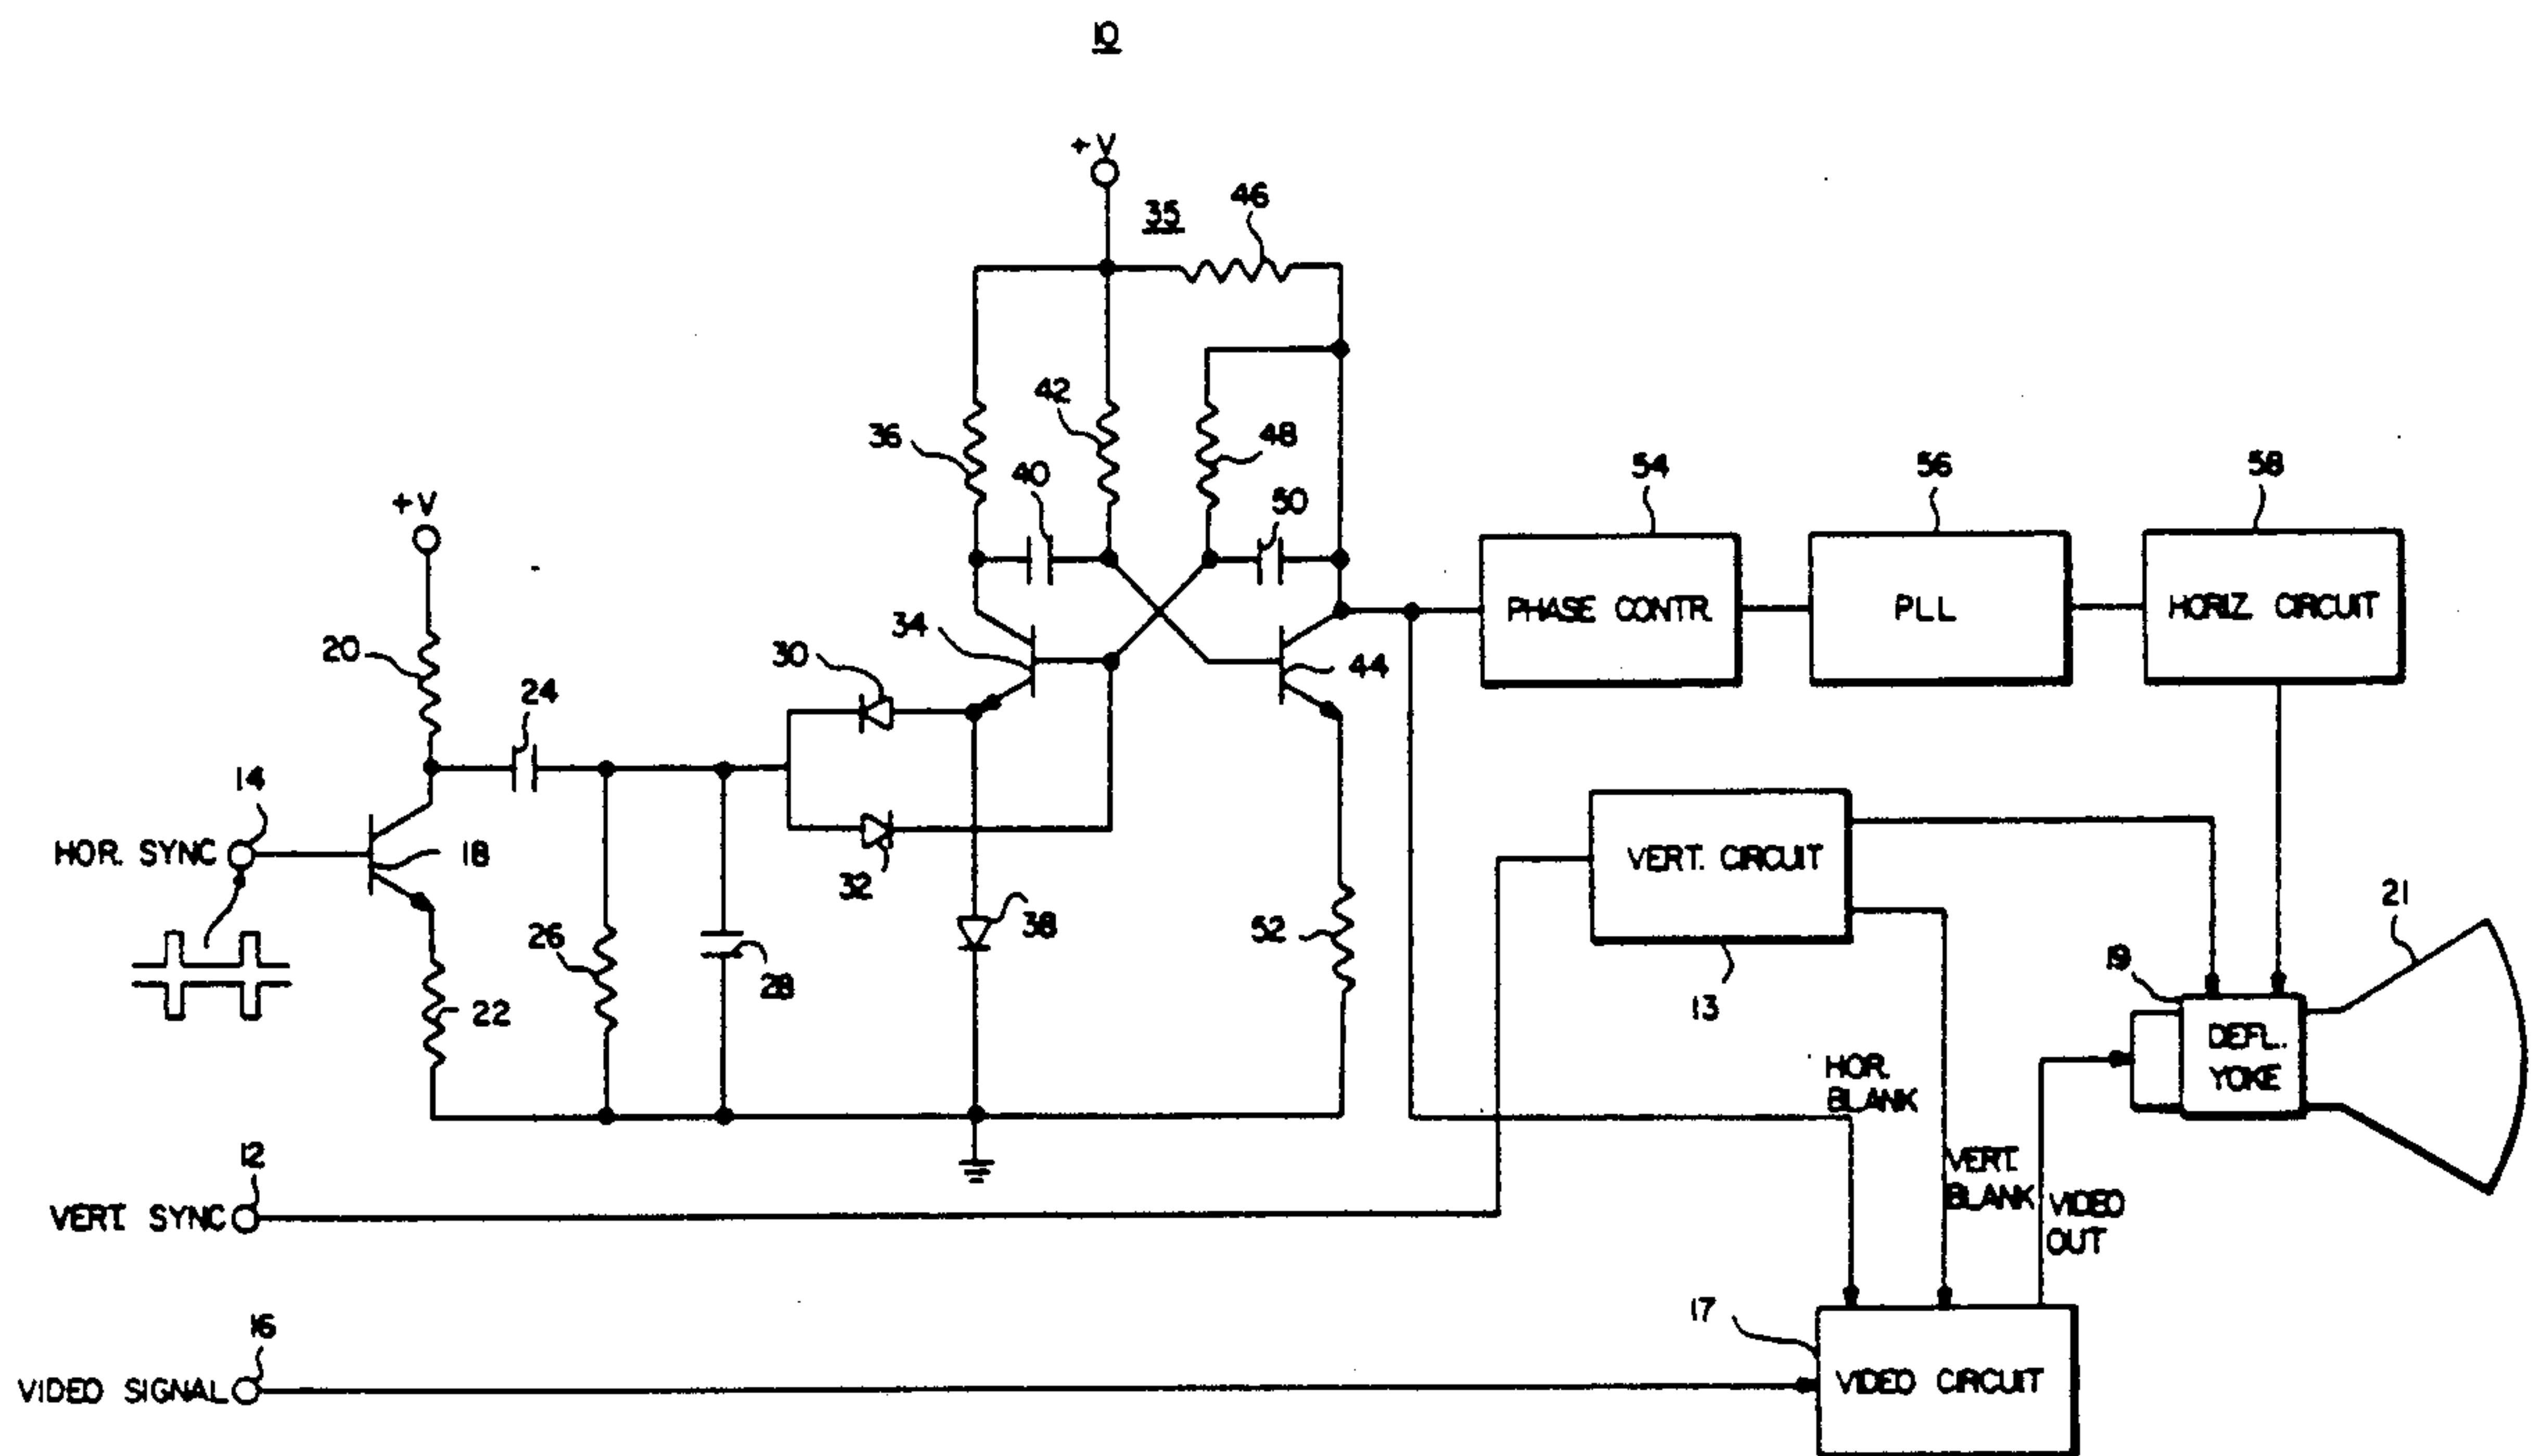 10
+V
35
46
36
42
40
48
50
54
56
58
PHASE CONTR.
PLL
HORIZ. CIRCUIT
+V
20
24
30
34
44
14
HOR. SYNC
18
32
38
VERT. CIRCUIT
26
28
22
52
13
21
19
DEFL.
YOKE
HOR.
BLANK
12
VERT. SYNC
VERT.
BLANK
VIDEO
OUT
16
VIDEO SIGNAL
17
VIDEO CIRCUIT